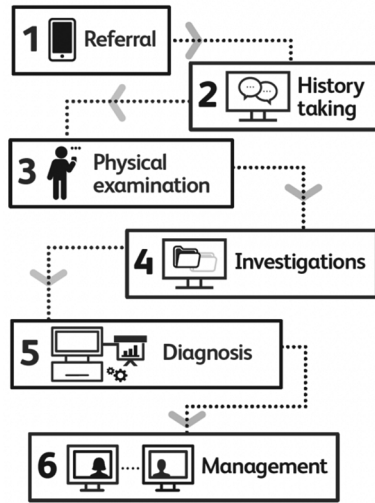 1 Referral
2 History
taking
3 Physical
examination
4 Investigations
5 Diagnosis
6 Management